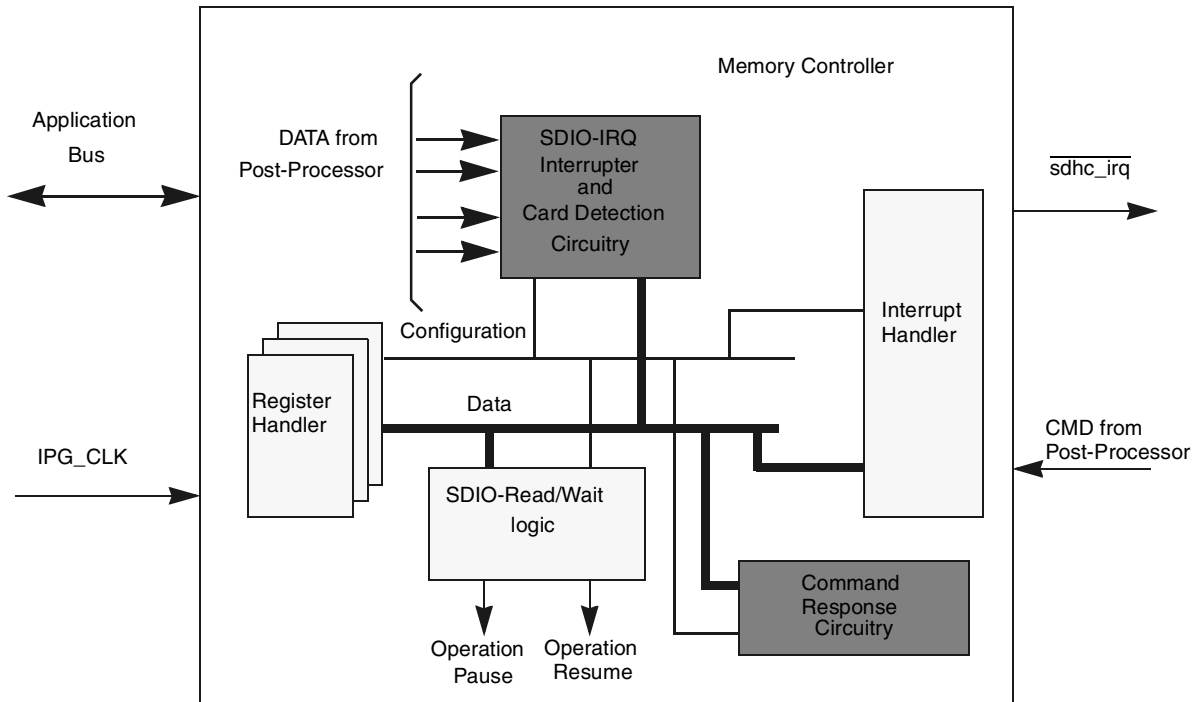 Memory Controller
Application
Bus
DATA from
Post-Processor
SDIO-IRQ
Interrupter
and
Card Detection
Circuitry
sdhc_irq
Configuration
Interrupt
Handler
Register
Handler
Data
IPG_CLK
CMD from
Post-Processor
SDIO-Read/Wait
logic
Command
Response
Circuitry
Operation
Pause
Operation
Resume